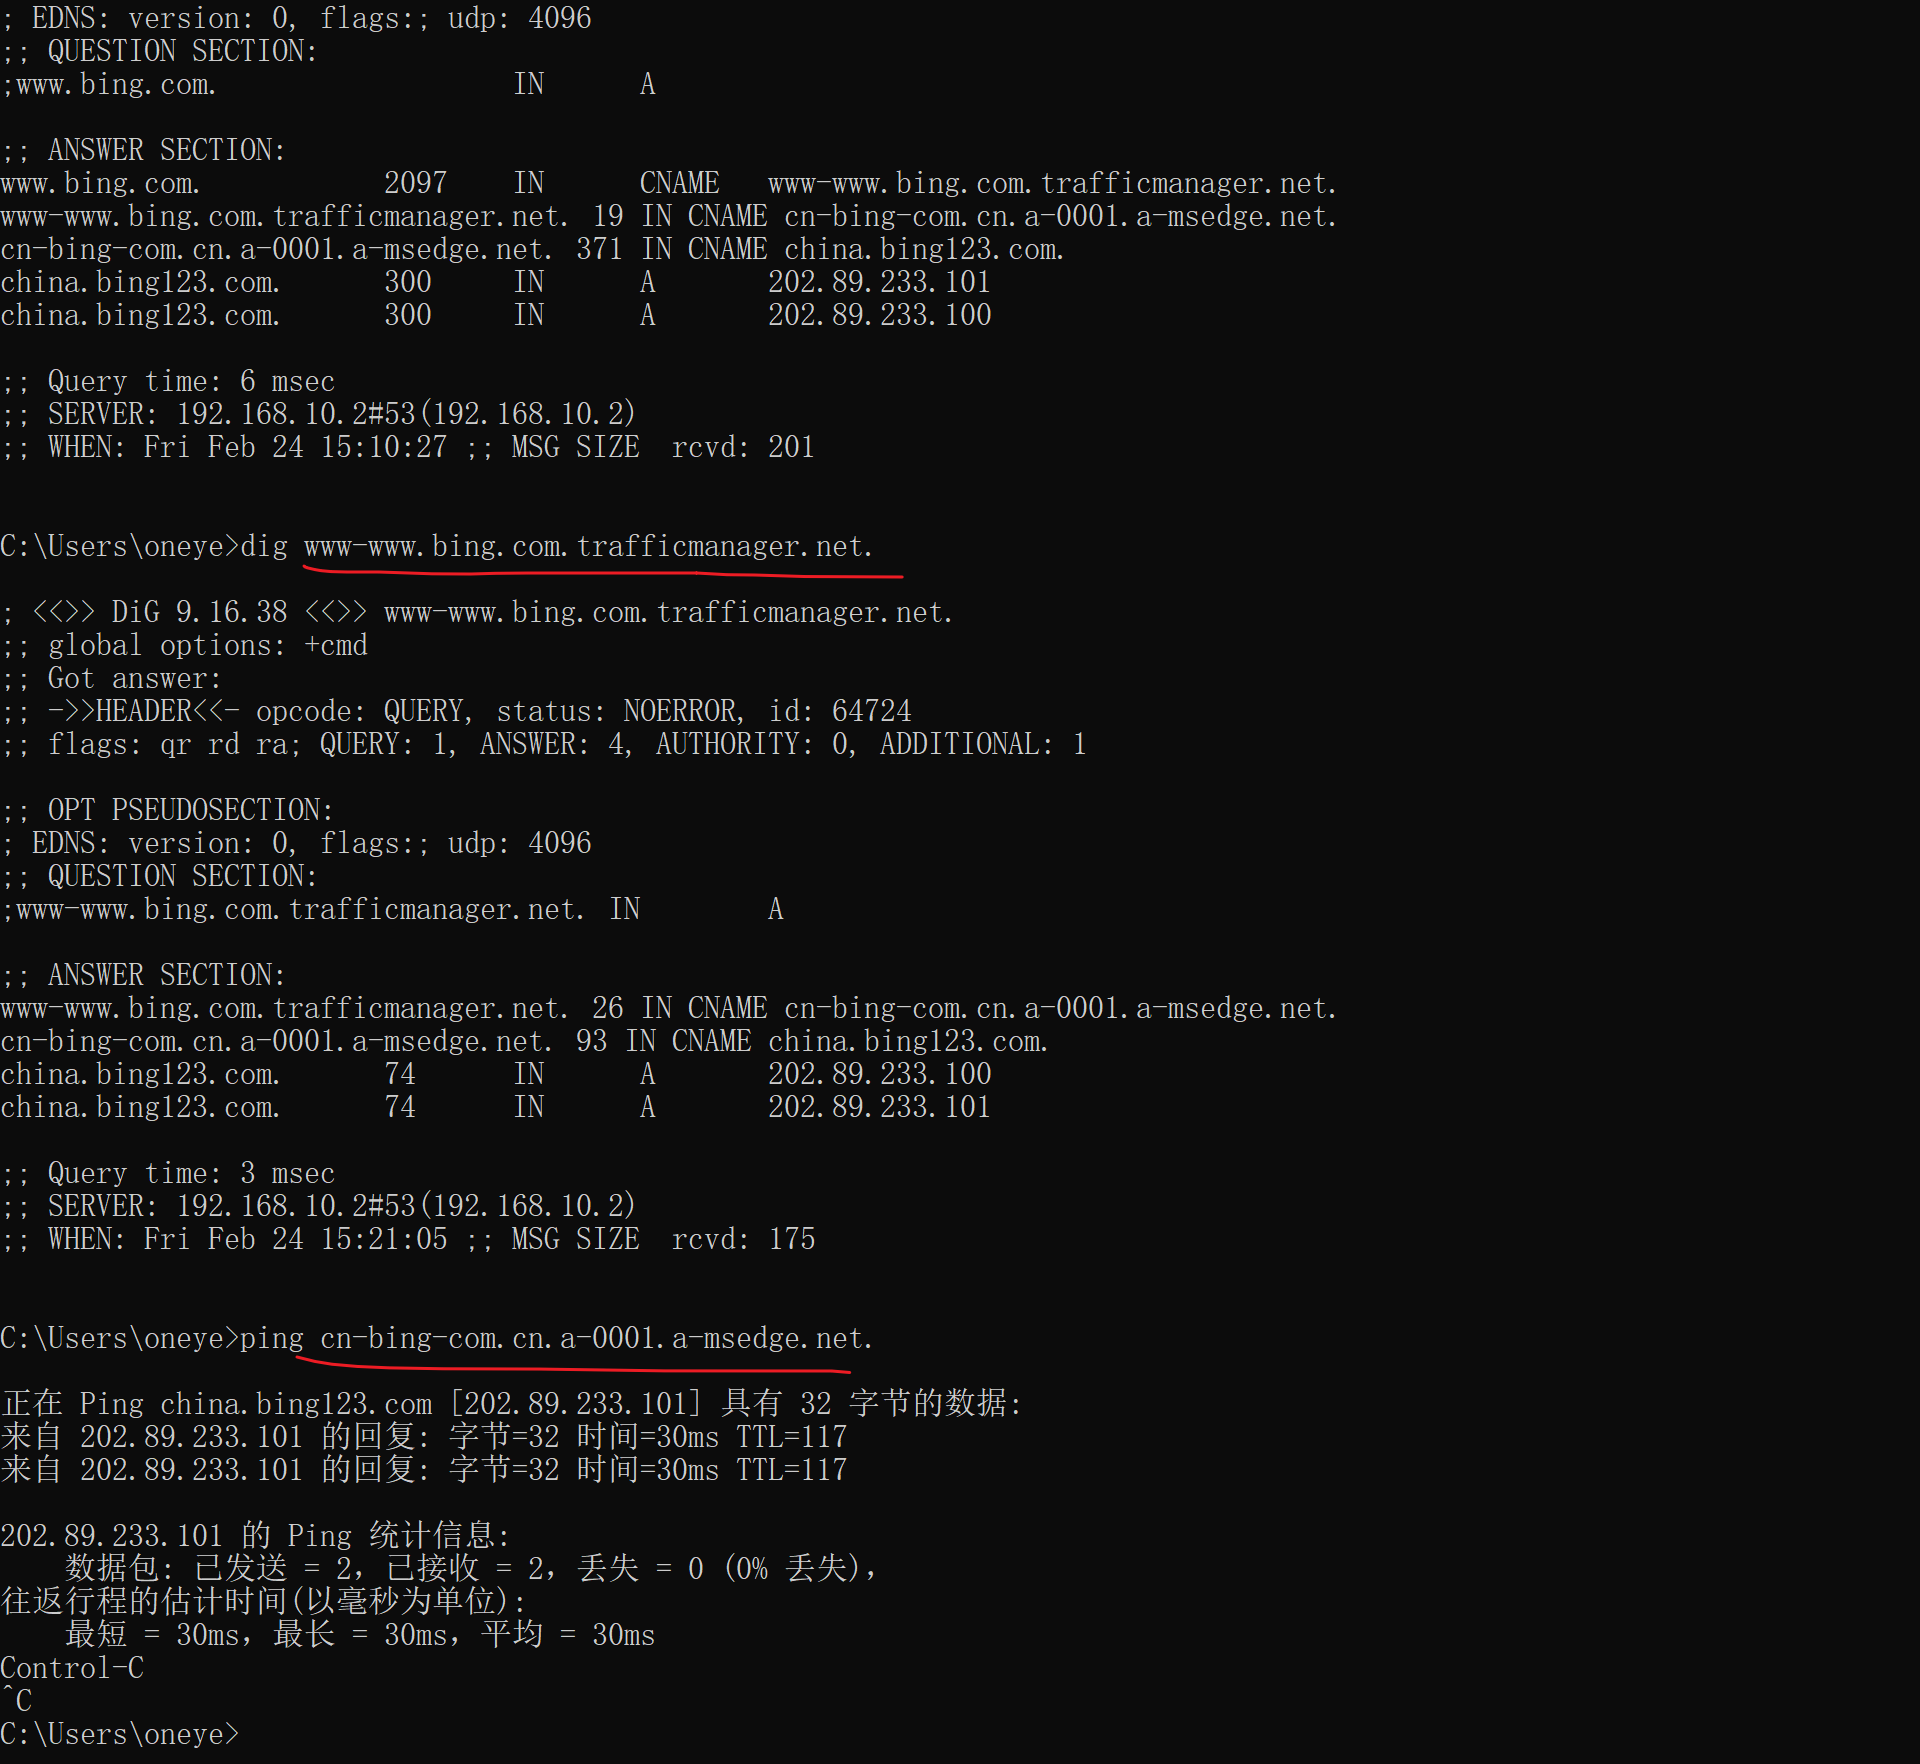 ; EDNS: version: 0, flags:; udp: 4096
;; QUESTION SECTION:
;www.bing.com. IN A
;; ANSWER SECTION:
www.bing.com. 2097 IN CNAME www-www.bing.com.trafficmanager.net.
www-www.bing.com.trafficmanager.net. 19 IN CNAME cn-bing-com.cn.a-0001.a-msedge.net.
cn-bing-com.cn.a-0001.a-msedge.net. 371 IN CNAME china.bing123.com.
china.bing123.com. 300 IN A 202.89.233.101
china.bing123.com. 300 IN A 202.89.233.100
;; Query time: 6 msec
;; SERVER: 192.168.10.2#53(192.168.10.2)
;; WHEN: Fri Feb 24 15:10:27 ;; MSG SIZE rcvd: 201
C:\Users\oneye>dig www-www.bing.com.trafficmanager.net.
; <<>> DiG 9.16.38 <<>> www-www.bing.com.trafficmanager.net.
;; global options: +cmd
;; Got answer:
;; ->>HEADER<<- opcode: QUERY, status: NOERROR, id: 64724
;; flags: qr rd ra; QUERY: 1, ANSWER: 4, AUTHORITY: 0, ADDITIONAL: 1
;; OPT PSEUDOSECTION:
; EDNS: version: 0, flags:; udp: 4096
;; QUESTION SECTION:
;www-www.bing.com.trafficmanager.net. IN A
;; ANSWER SECTION:
www-www.bing.com.trafficmanager.net. 26 IN CNAME cn-bing-com.cn.a-0001.a-msedge.net.
cn-bing-com.cn.a-0001.a-msedge.net. 93 IN CNAME china.bing123.com.
china.bing123.com. 74 IN A 202.89.233.100
china.bing123.com. 74 IN A 202.89.233.101
;; Query time: 3 msec
;; SERVER: 192.168.10.2#53(192.168.10.2)
;; WHEN: Fri Feb 24 15:21:05 ;; MSG SIZE rcvd: 175
C:\Users\oneye>ping cn-bing-com.cn.a-0001.a-msedge.net.
正在 Ping china.bing123.com [202.89.233.101] 具有 32 字节的数据:
来自 202.89.233.101 的回复: 字节=32 时间=30ms TTL=117
来自 202.89.233.101 的回复: 字节=32 时间=30ms TTL=117
202.89.233.101 的 Ping 统计信息:
数据包: 已发送 = 2，已接收 = 2，丢失 = 0 (0% 丢失)，
往返行程的估计时间(以毫秒为单位):
最短 = 30ms，最长 = 30ms，平均 = 30ms
Control-C
^C
C:\Users\oneye>